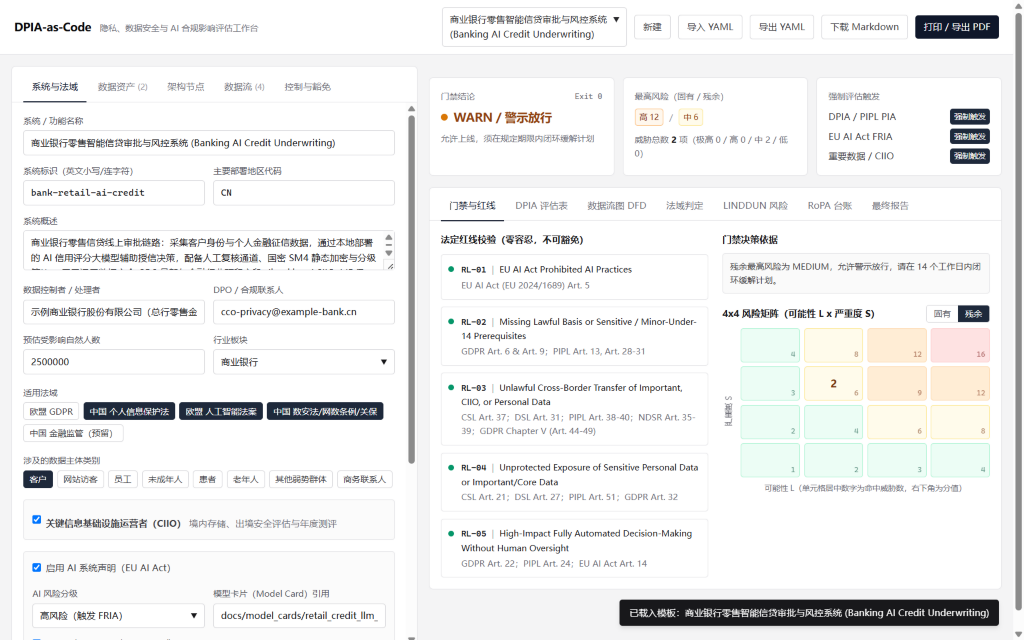 DPIA-as-Code 隐私、数据安全与 AI 合规影响评估工作台
商业银行零售智能信贷审批与风控系统 (Banking AI Credit Underwriting) ▼
新建
导入 YAML
导出 YAML
下载 Markdown
打印 / 导出 PDF
系统与法域
数据资产 (2)
架构节点
数据流 (4)
控制与豁免
系统 / 功能名称
商业银行零售智能信贷审批与风控系统 (Banking AI Credit Underwriting)
系统标识（英文小写/连字符）
主要部署地区代码
bank-retail-ai-credit
CN
系统概述
商业银行零售信贷线上审批链路：采集客户身份与个人金融征信数据，通过本地部署
的 AI 信用评分大模型辅助授信决策，配备人工复核通道、国密 SM4 静态加密与分级
数据控制者 / 处理者
DPO / 合规联系人
示例商业银行股份有限公司（总行零售金
cco-privacy@example-bank.cn
预估受影响自然人数
行业板块
2500000
商业银行 ▼
适用法域
欧盟 GDPR
中国 个人信息保护法
欧盟 人工智能法案
中国 数安法/网数条例/关保
中国 金融监管（预留）
涉及的数据主体类别
客户
网站访客
员工
未成年人
患者
老年人
其他弱势群体
商务联系人
关键信息基础设施运营者（CIIO） 境内存储、出境安全评估与年度测评
启用 AI 系统声明（EU AI Act）
AI 风险分级
模型卡片（Model Card）引用
高风险（触发 FRIA） ▼
docs/model_cards/retail_credit_llm_
门禁结论
Exit 0
WARN / 警示放行
允许上线，须在规定期限内闭环缓解计划
最高风险（固有 / 残余）
高 12 / 中 6
威胁总数 2 项（极高 0 / 高 0 / 中 2 / 低
0）
强制评估触发
DPIA / PIPL PIA 强制触发
EU AI Act FRIA 强制触发
重要数据 / CIIO 强制触发
门禁与红线
DPIA 评估表
数据流图 DFD
法域判定
LINDDUN 风险
RoPA 台账
最终报告
法定红线校验（零容忍，不可豁免）
RL-01 | EU AI Act Prohibited AI Practices
EU AI Act (EU 2024/1689) Art. 5
RL-02 | Missing Lawful Basis or Sensitive / Minor-Under-
14 Prerequisites
GDPR Art. 6 & Art. 9; PIPL Art. 13, Art. 28-31
RL-03 | Unlawful Cross-Border Transfer of Important,
CIIO, or Personal Data
CSL Art. 37; DSL Art. 31; PIPL Art. 38-40; NDSR Art. 35-
39; GDPR Chapter V (Art. 44-49)
RL-04 | Unprotected Exposure of Sensitive Personal Data
or Important/Core Data
CSL Art. 21; DSL Art. 27; PIPL Art. 51; GDPR Art. 32
RL-05 | High-Impact Fully Automated Decision-Making
Without Human Oversight
GDPR Art. 22; PIPL Art. 24; EU AI Act Art. 14
门禁决策依据
残余最高风险为 MEDIUM，允许警示放行，请在 14 个工作日内闭
环缓解计划。
4x4 风险矩阵（可能性 L x 严重度 S）
固有 残余
4 8 12 16
3 2 6 9 12
2 4 6 8
1 2 3 4
严重度 S
可能性 L（单元格居中数字为命中威胁数，右下角为分值）
已载入模板：商业银行零售智能信贷审批与风控系统 (Banking AI Credit Underwriting)